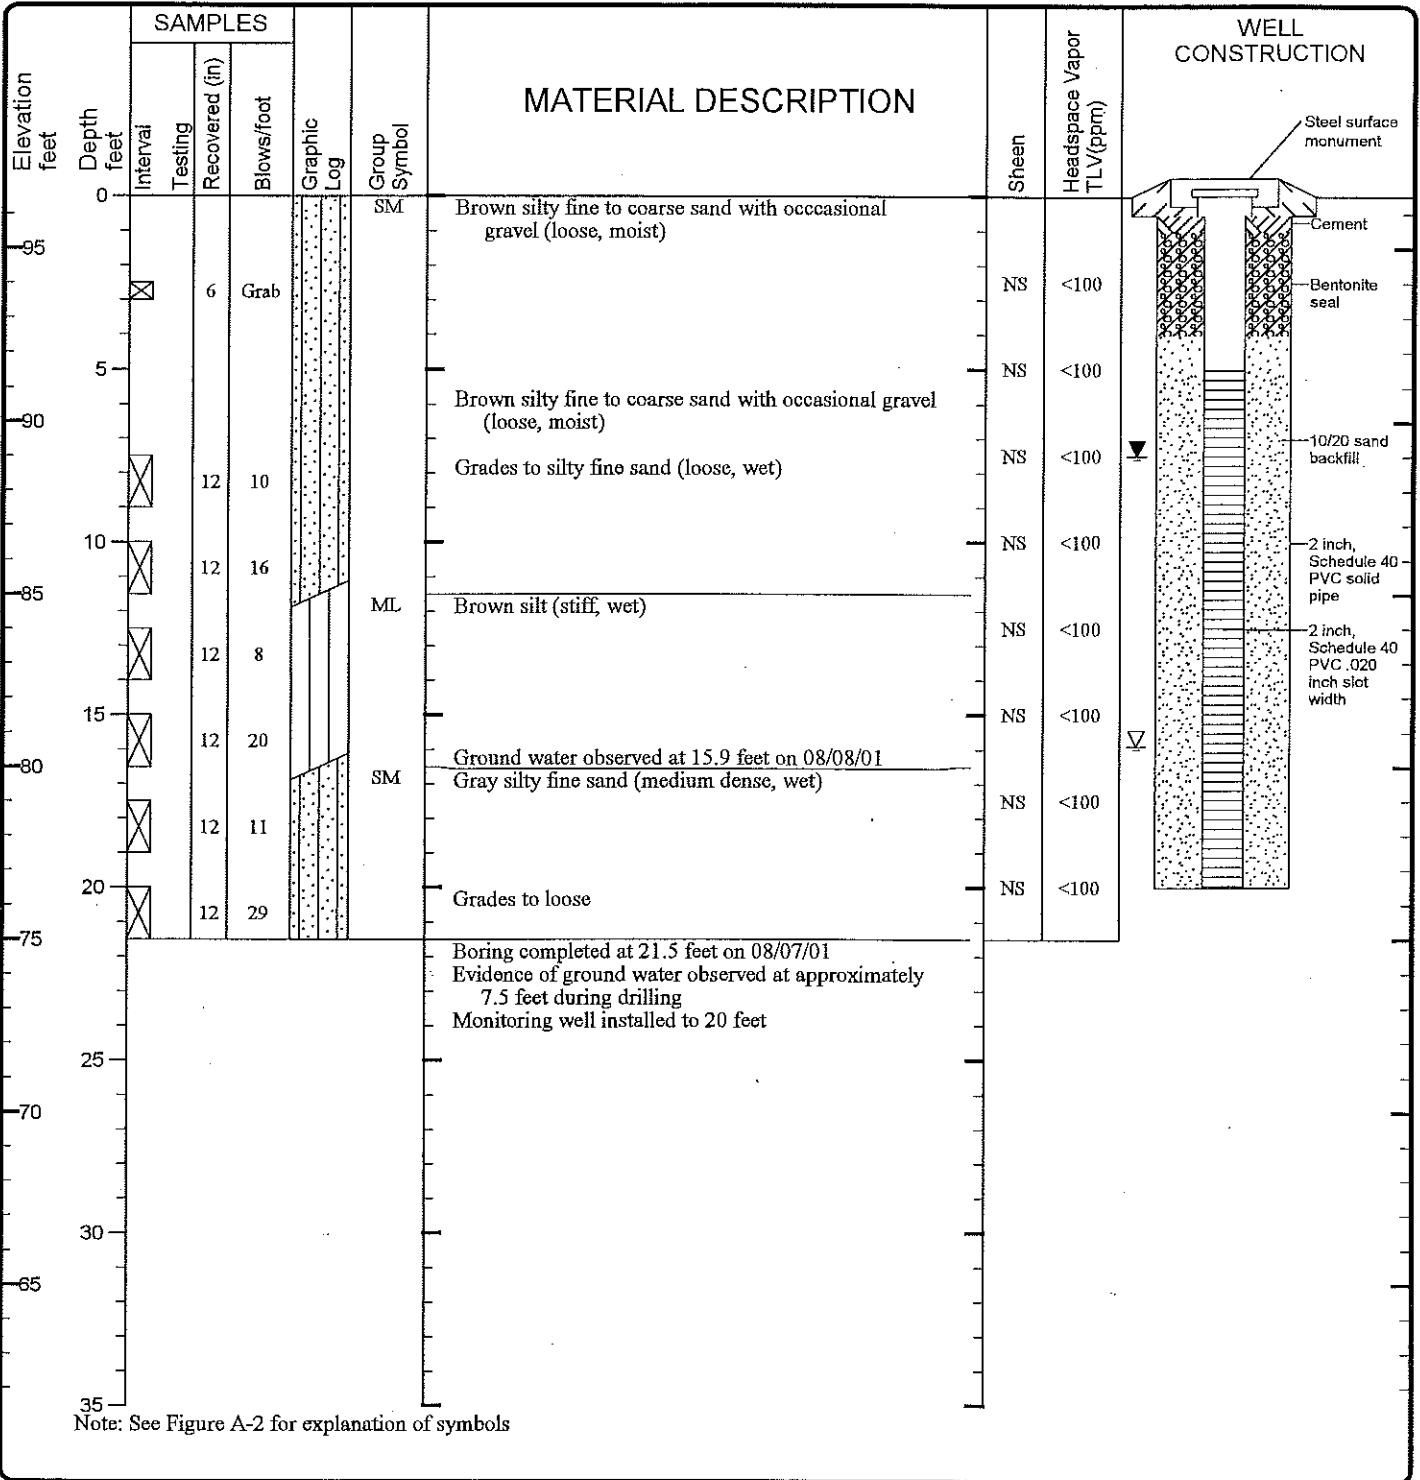 SAMPLES
Elevation
feet
Depth
feet
Interval
Testing
Recovered (in)
Blows/foot
Graphic
Log
Group
Symbol
MATERIAL DESCRIPTION
Sheen
Headspace Vapor
TLV(ppm)
WELL
CONSTRUCTION
Steel surface
monument
0
SM
Brown silty fine to coarse sand with occcasional
gravel (loose, moist)
Cement
95
6
Grab
NS
<100
Bentonite
seal
5
NS
<100
Brown silty fine to coarse sand with occasional gravel
(loose, moist)
90
10/20 sand
backfill
NS
<100
Grades to silty fine sand (loose, wet)
12
10
10
NS
<100
2 inch,
Schedule 40
PVC solid
pipe
12
16
85
ML
Brown silt (stiff, wet)
NS
<100
2 inch,
Schedule 40
PVC .020
inch slot
width
12
8
15
NS
<100
12
20
Ground water observed at 15.9 feet on 08/08/01
80
SM
Gray silty fine sand (medium dense, wet)
NS
<100
12
11
20
NS
<100
Grades to loose
12
29
75
Boring completed at 21.5 feet on 08/07/01
Evidence of ground water observed at approximately
7.5 feet during drilling
Monitoring well installed to 20 feet
25
70
30
65
35
Note: See Figure A-2 for explanation of symbols